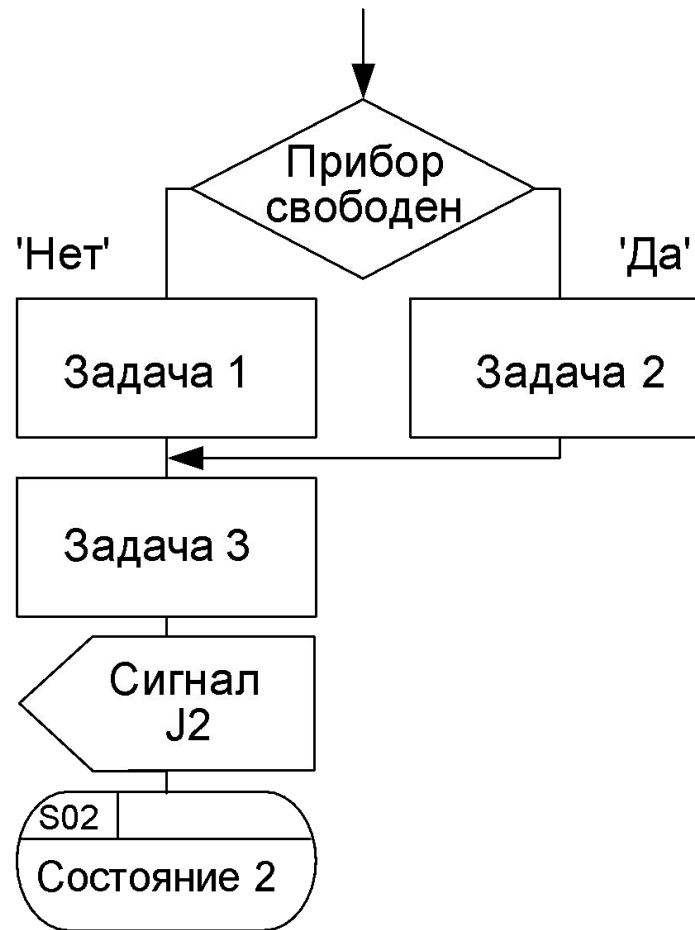 Прибор
свободен
'Нет'
'Да'
Задача 1
Задача 2
Задача 3
Сигнал
J2
S02
Состояние 2